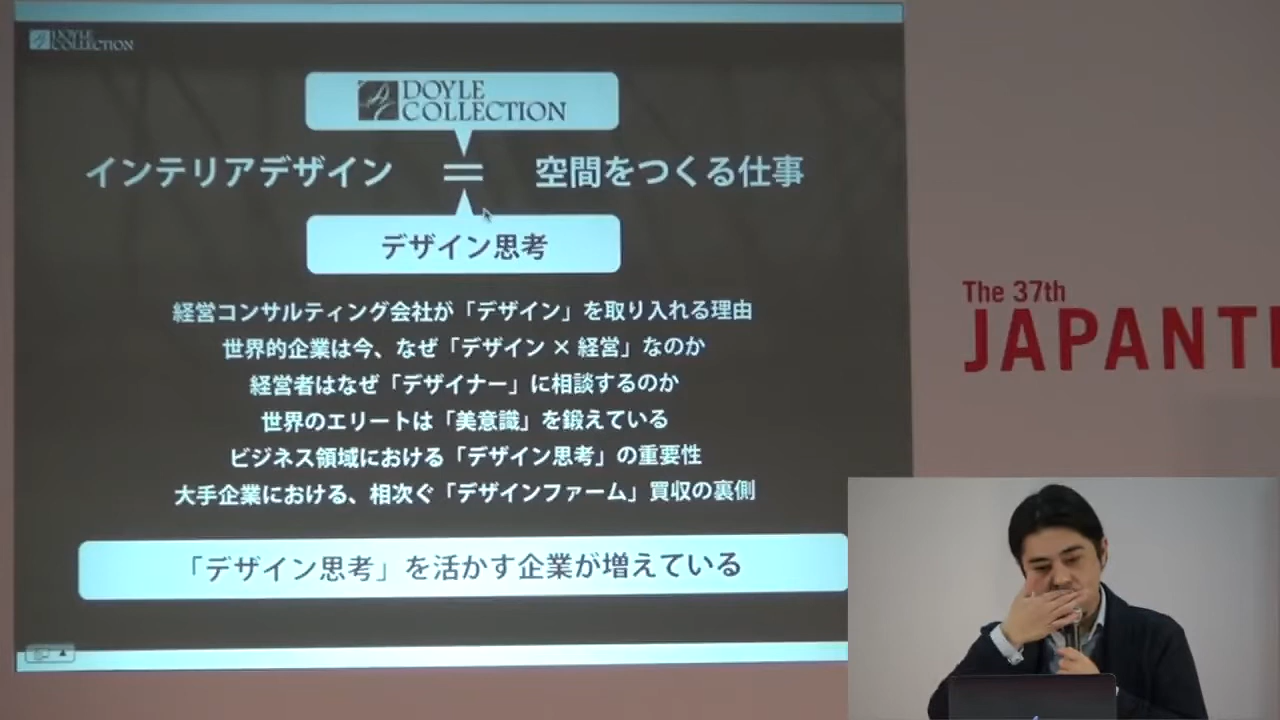 DOYLE
COLLECTION
DOYLE
COLLECTION
インテリアデザイン = 空間をつくる仕事
デザイン思考
経営コンサルティング会社が「デザイン」を取り入れる理由
世界的企業は今、なぜ「デザイン × 経営」なのか
経営者はなぜ「デザイナー」に相談するのか
世界のエリートは「美意識」を鍛えている
ビジネス領域における「デザイン思考」の重要性
大手企業における、相次ぐ「デザインファーム」買収の裏側
「デザイン思考」を活かす企業が増えている
The 37th
JAPANT